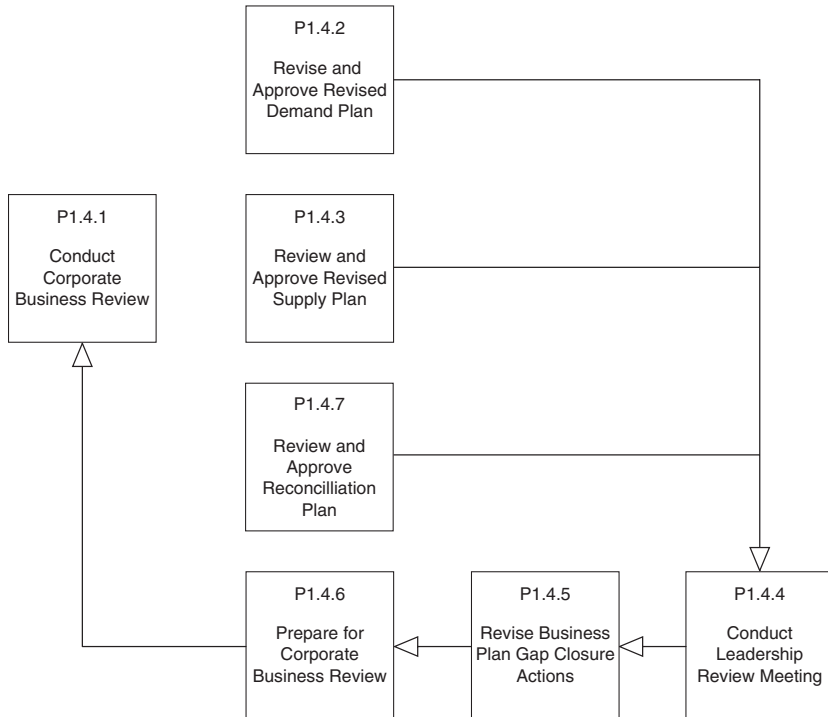 P1.4.2
Revise and
Approve Revised
Demand Plan
P1.4.1
Conduct
Corporate
Business Review
P1.4.3
Review and
Approve Revised
Supply Plan
P1.4.7
Review and
Approve
Reconcilliation
Plan
P1.4.6
Prepare for
Corporate
Business Review
P1.4.5
Revise Business
Plan Gap Closure
Actions
P1.4.4
Conduct
Leadership
Review Meeting